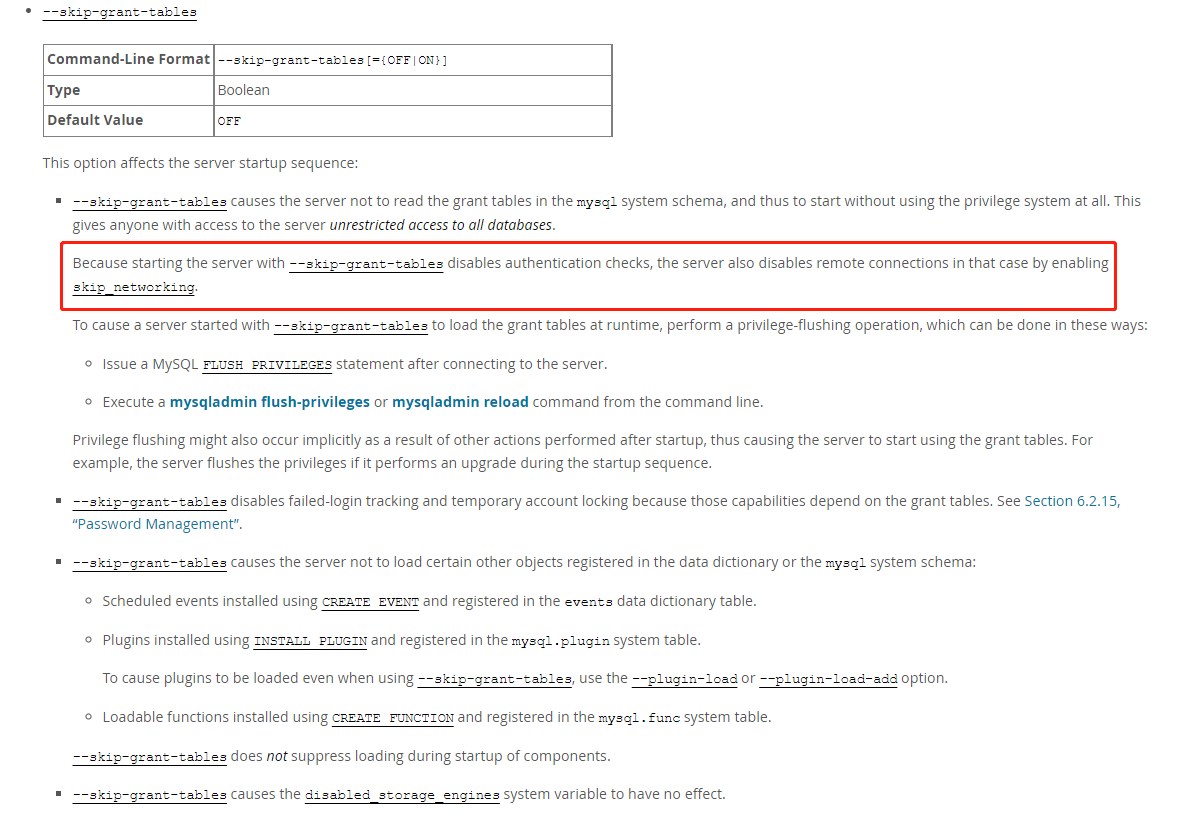 --skip-grant-tables
Command-Line Format --skip-grant-tables[={OFF|ON}]
Type Boolean
Default Value OFF
This option affects the server startup sequence:
--skip-grant-tables causes the server not to read the grant tables in the mysql system schema, and thus to start without using the privilege system at all. This
gives anyone with access to the server unrestricted access to all databases.
Because starting the server with --skip-grant-tables disables authentication checks, the server also disables remote connections in that case by enabling
skip_networking.
To cause a server started with --skip-grant-tables to load the grant tables at runtime, perform a privilege-flushing operation, which can be done in these ways:
Issue a MySQL FLUSH PRIVILEGES statement after connecting to the server.
Execute a mysqladmin flush-privileges or mysqladmin reload command from the command line.
Privilege flushing might also occur implicitly as a result of other actions performed after startup, thus causing the server to start using the grant tables. For
example, the server flushes the privileges if it performs an upgrade during the startup sequence.
--skip-grant-tables disables failed-login tracking and temporary account locking because those capabilities depend on the grant tables. See Section 6.2.15,
“Password Management”.
--skip-grant-tables causes the server not to load certain other objects registered in the data dictionary or the mysql system schema:
Scheduled events installed using CREATE EVENT and registered in the events data dictionary table.
Plugins installed using INSTALL PLUGIN and registered in the mysql.plugin system table.
To cause plugins to be loaded even when using --skip-grant-tables, use the --plugin-load or --plugin-load-add option.
Loadable functions installed using CREATE FUNCTION and registered in the mysql.func system table.
--skip-grant-tables does not suppress loading during startup of components.
--skip-grant-tables causes the disabled_storage_engines system variable to have no effect.